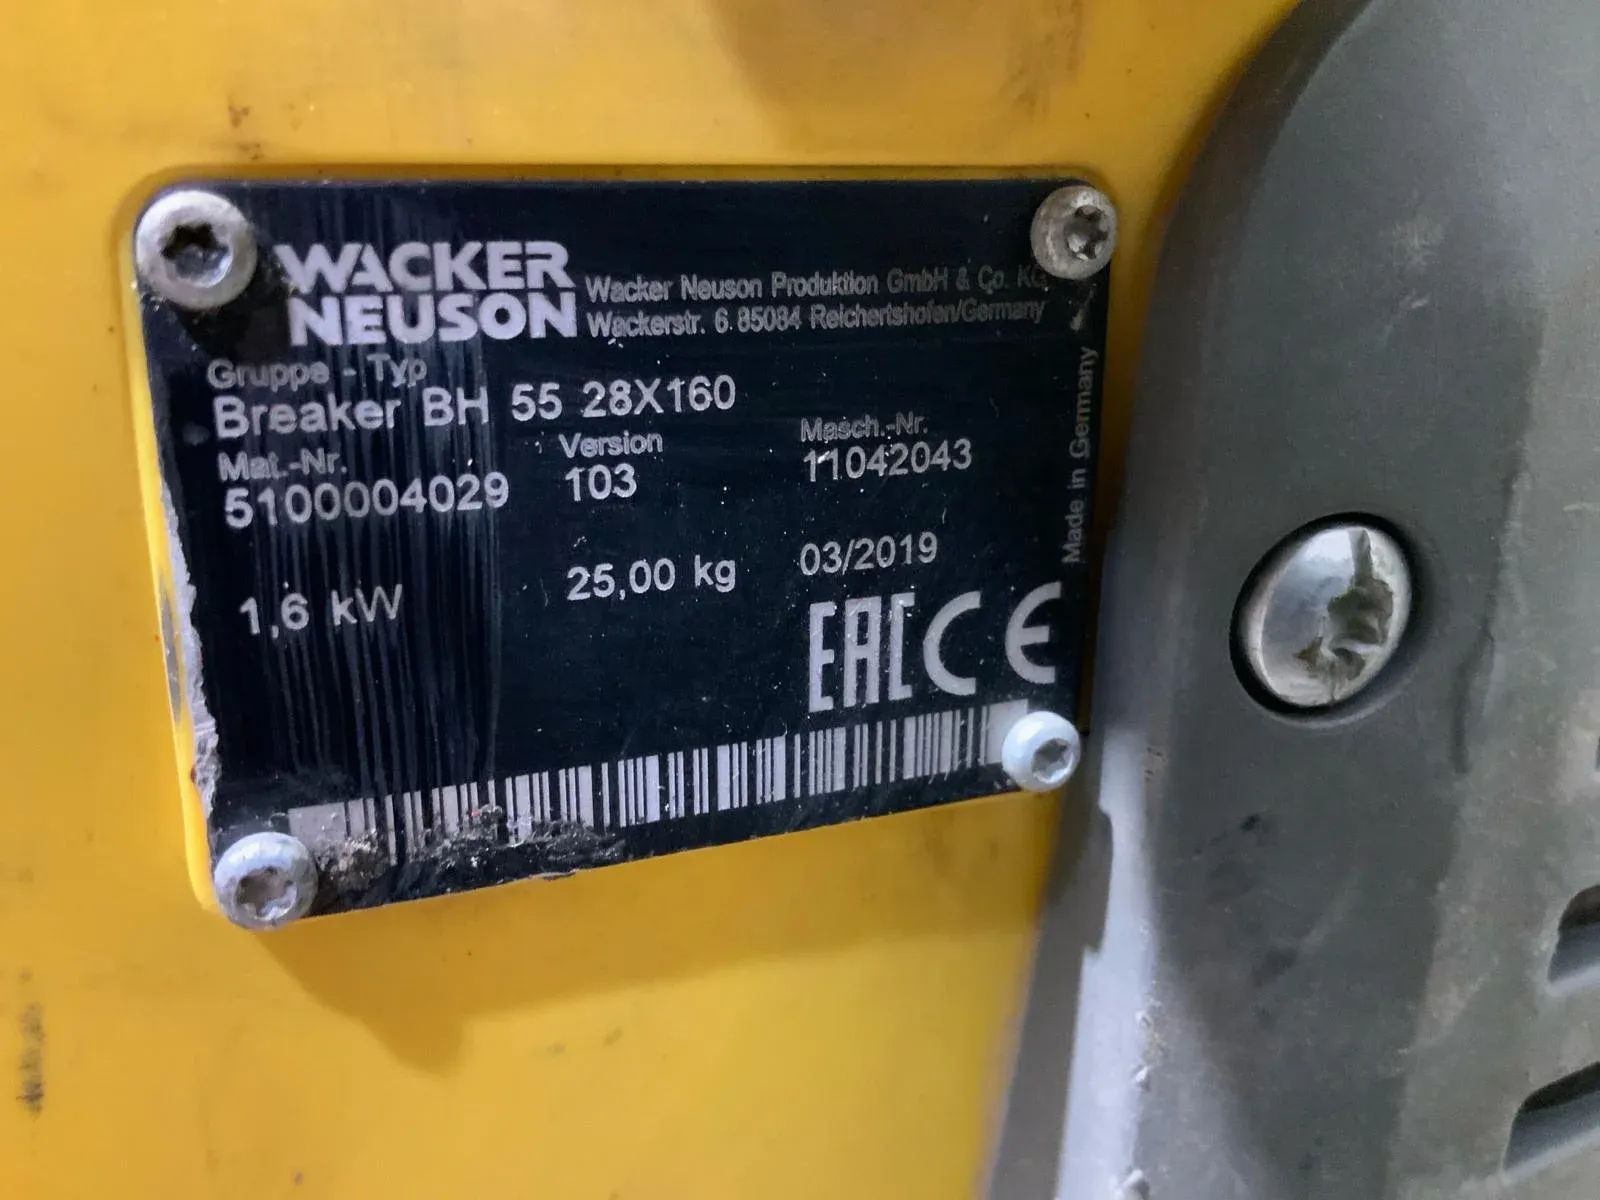 WACKER
NEUSON
Wacker Neuson Produktion GmbH & Co. KG
Wackerstr. 6 85084 Reichertshofen/Germany
Gruppe - Typ
Breaker BH 55 28X160
Mat.-Nr.
5100004029
Version
103
Masch.-Nr.
11042043
1,6 kW
25,00 kg
03/2019
EAC CE
Made in Germany